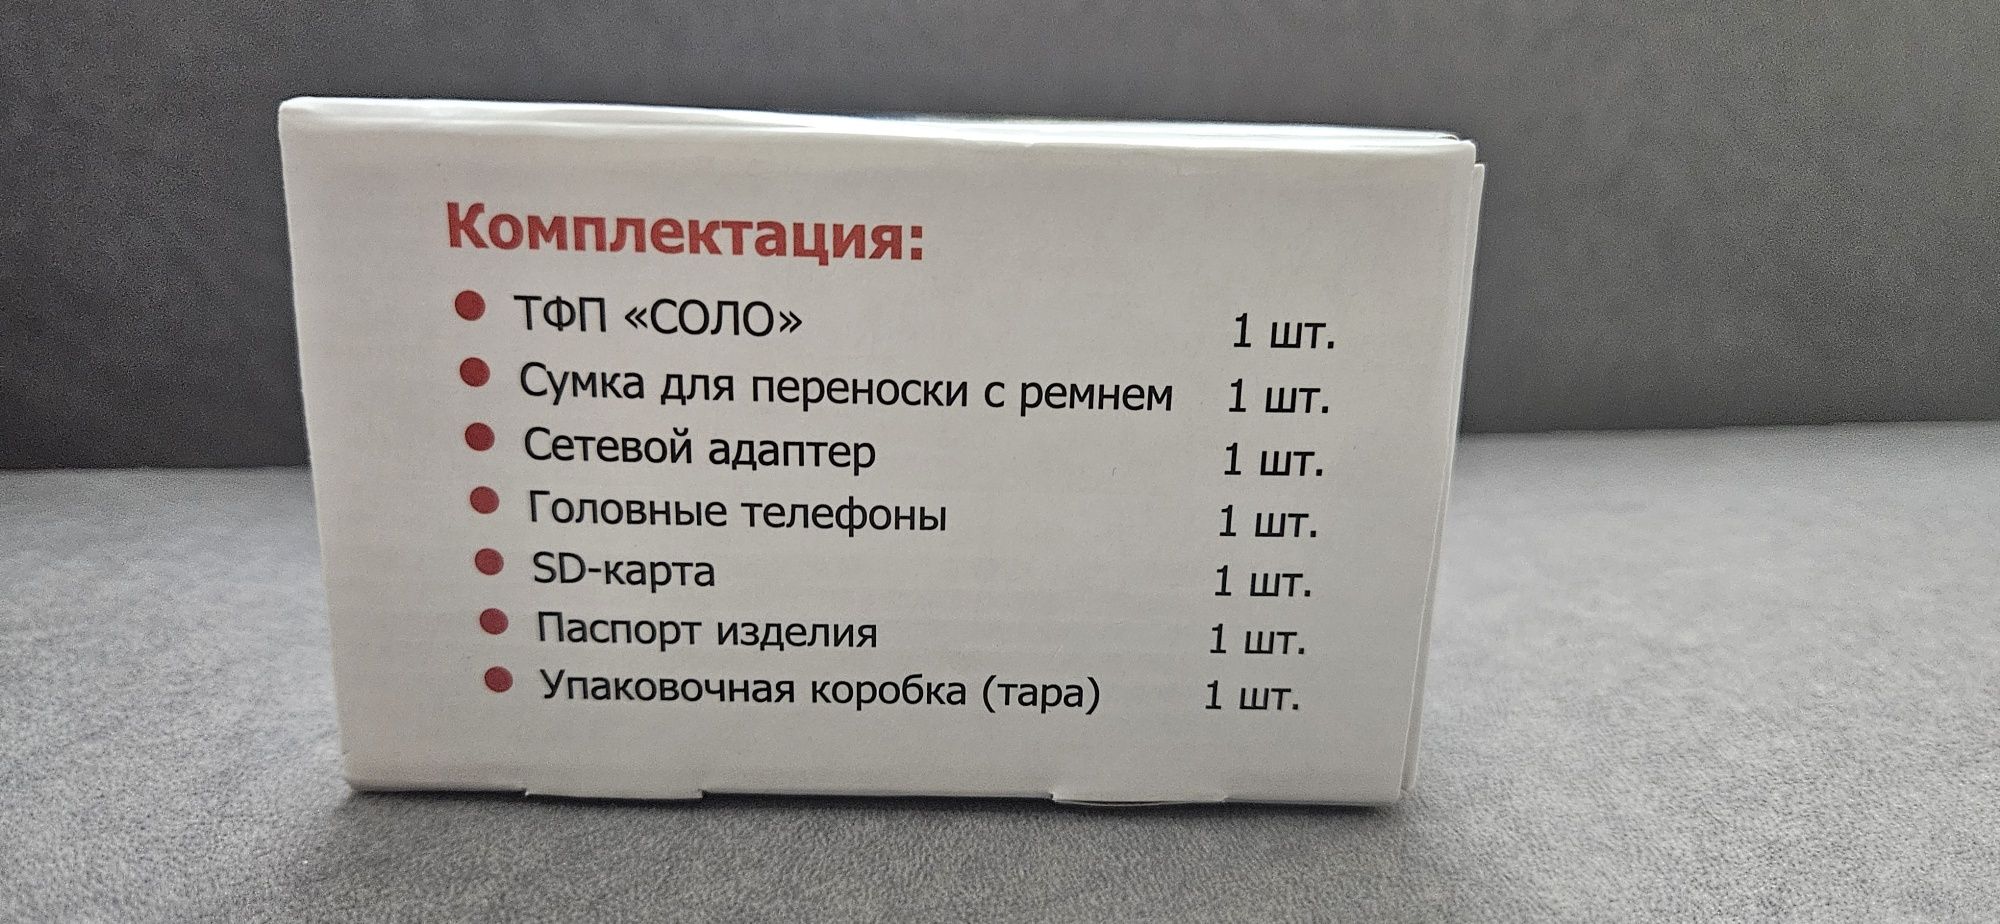 Комплектация:
● ТФП «СОЛО» 1 шт.
● Сумка для переноски с ремнем 1 шт.
● Сетевой адаптер 1 шт.
● Головные телефоны 1 шт.
● SD-карта 1 шт.
● Паспорт изделия 1 шт.
● Упаковочная коробка (тара) 1 шт.